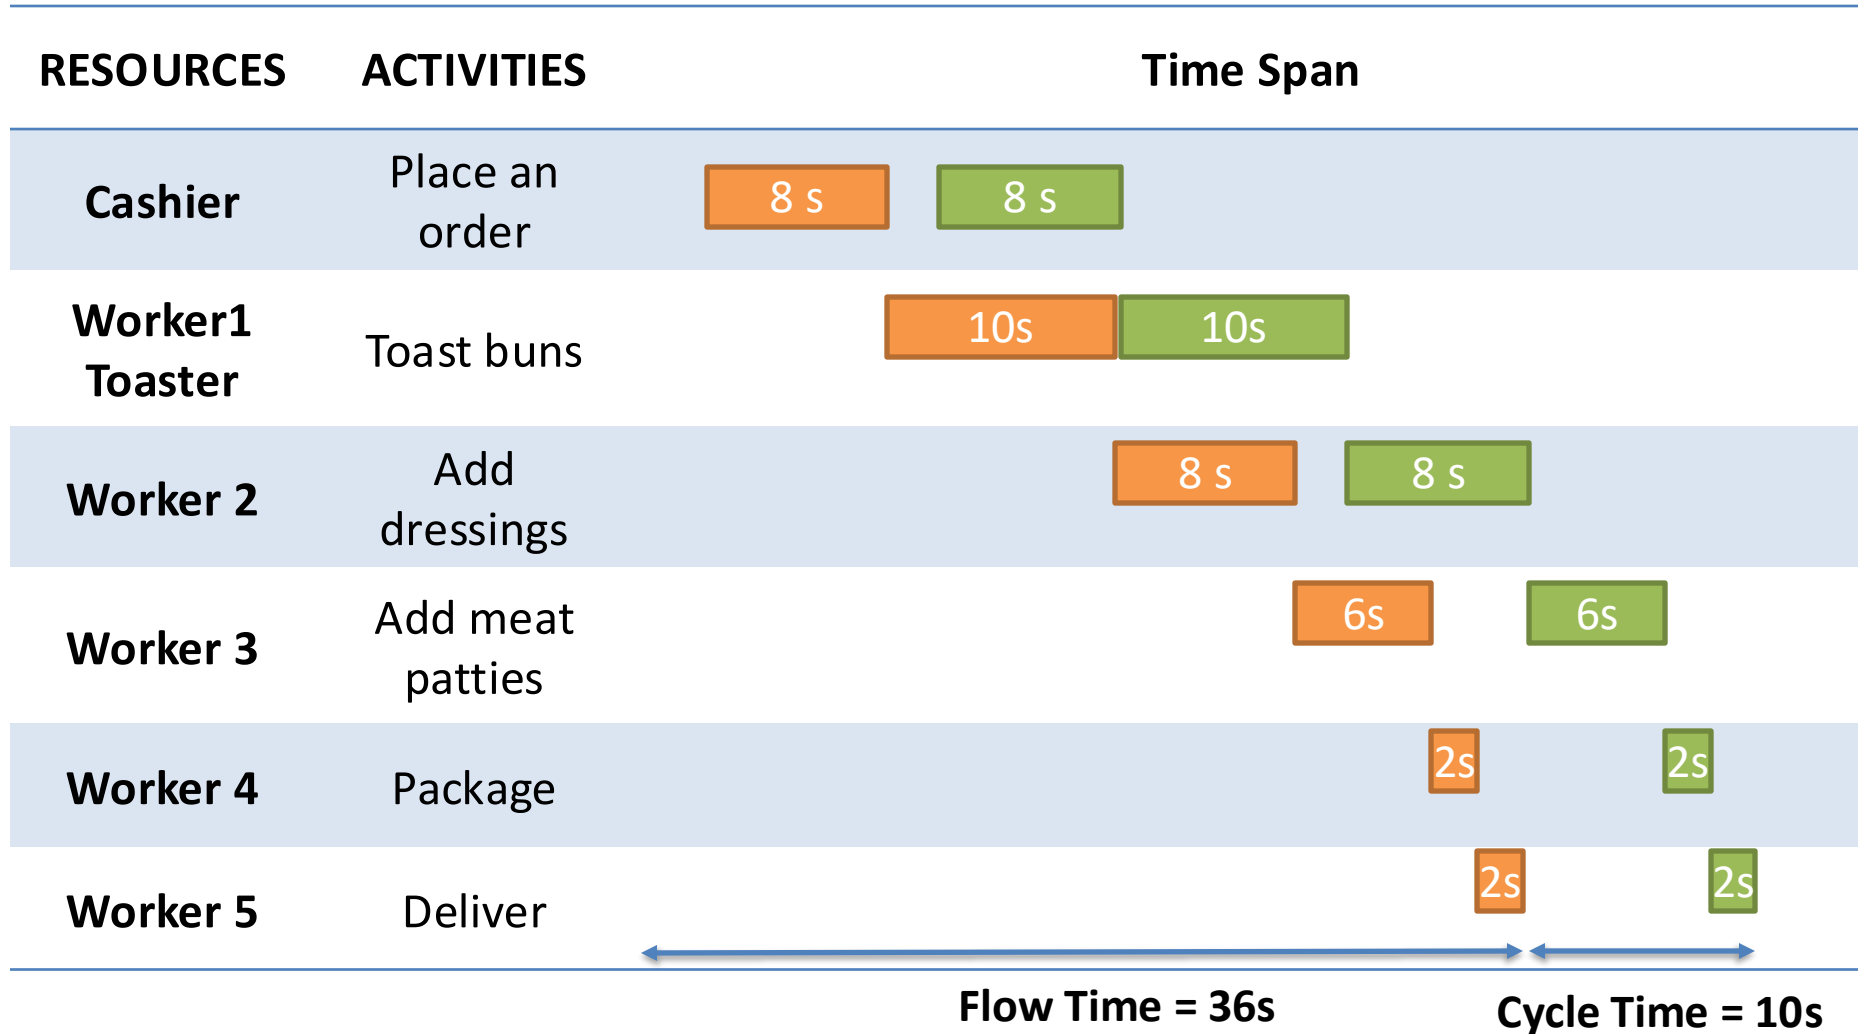 RESOURCES ACTIVITIES Time Span
Cashier
Place an
order
8 s 8 s
Worker1
Toaster
Toast buns
10s 10s
Worker 2
Add
dressings
8 s 8 s
Worker 3
Add meat
patties
6s 6s
Worker 4
Package
2s 2s
Worker 5
Deliver
2s 2s
Flow Time = 36s
Cycle Time = 10s